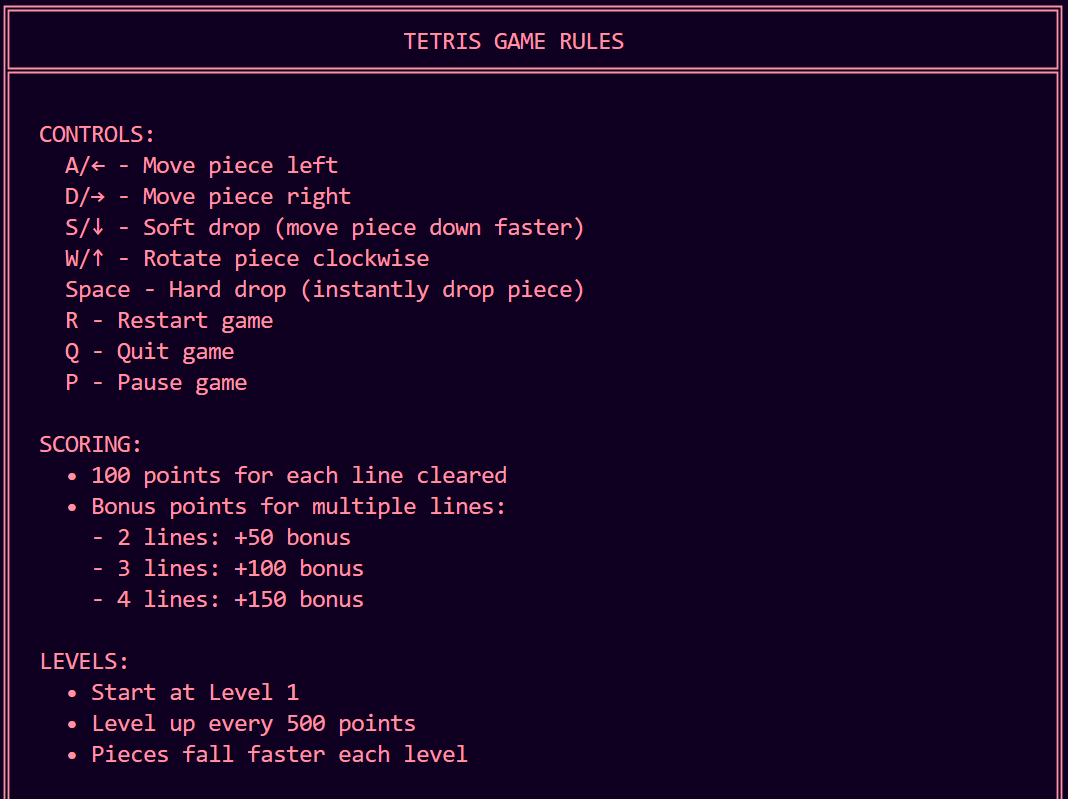 TETRIS GAME RULES
CONTROLS:
A/← - Move piece left
D/→ - Move piece right
S/↓ - Soft drop (move piece down faster)
W/↑ - Rotate piece clockwise
Space - Hard drop (instantly drop piece)
R - Restart game
Q - Quit game
P - Pause game
SCORING:
• 100 points for each line cleared
• Bonus points for multiple lines:
- 2 lines: +50 bonus
- 3 lines: +100 bonus
- 4 lines: +150 bonus
LEVELS:
• Start at Level 1
• Level up every 500 points
• Pieces fall faster each level